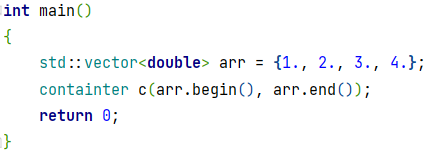 int main()
{
    std::vector<double> arr = {1., 2., 3., 4.};
    containter c(arr.begin(), arr.end());
    return 0;
}